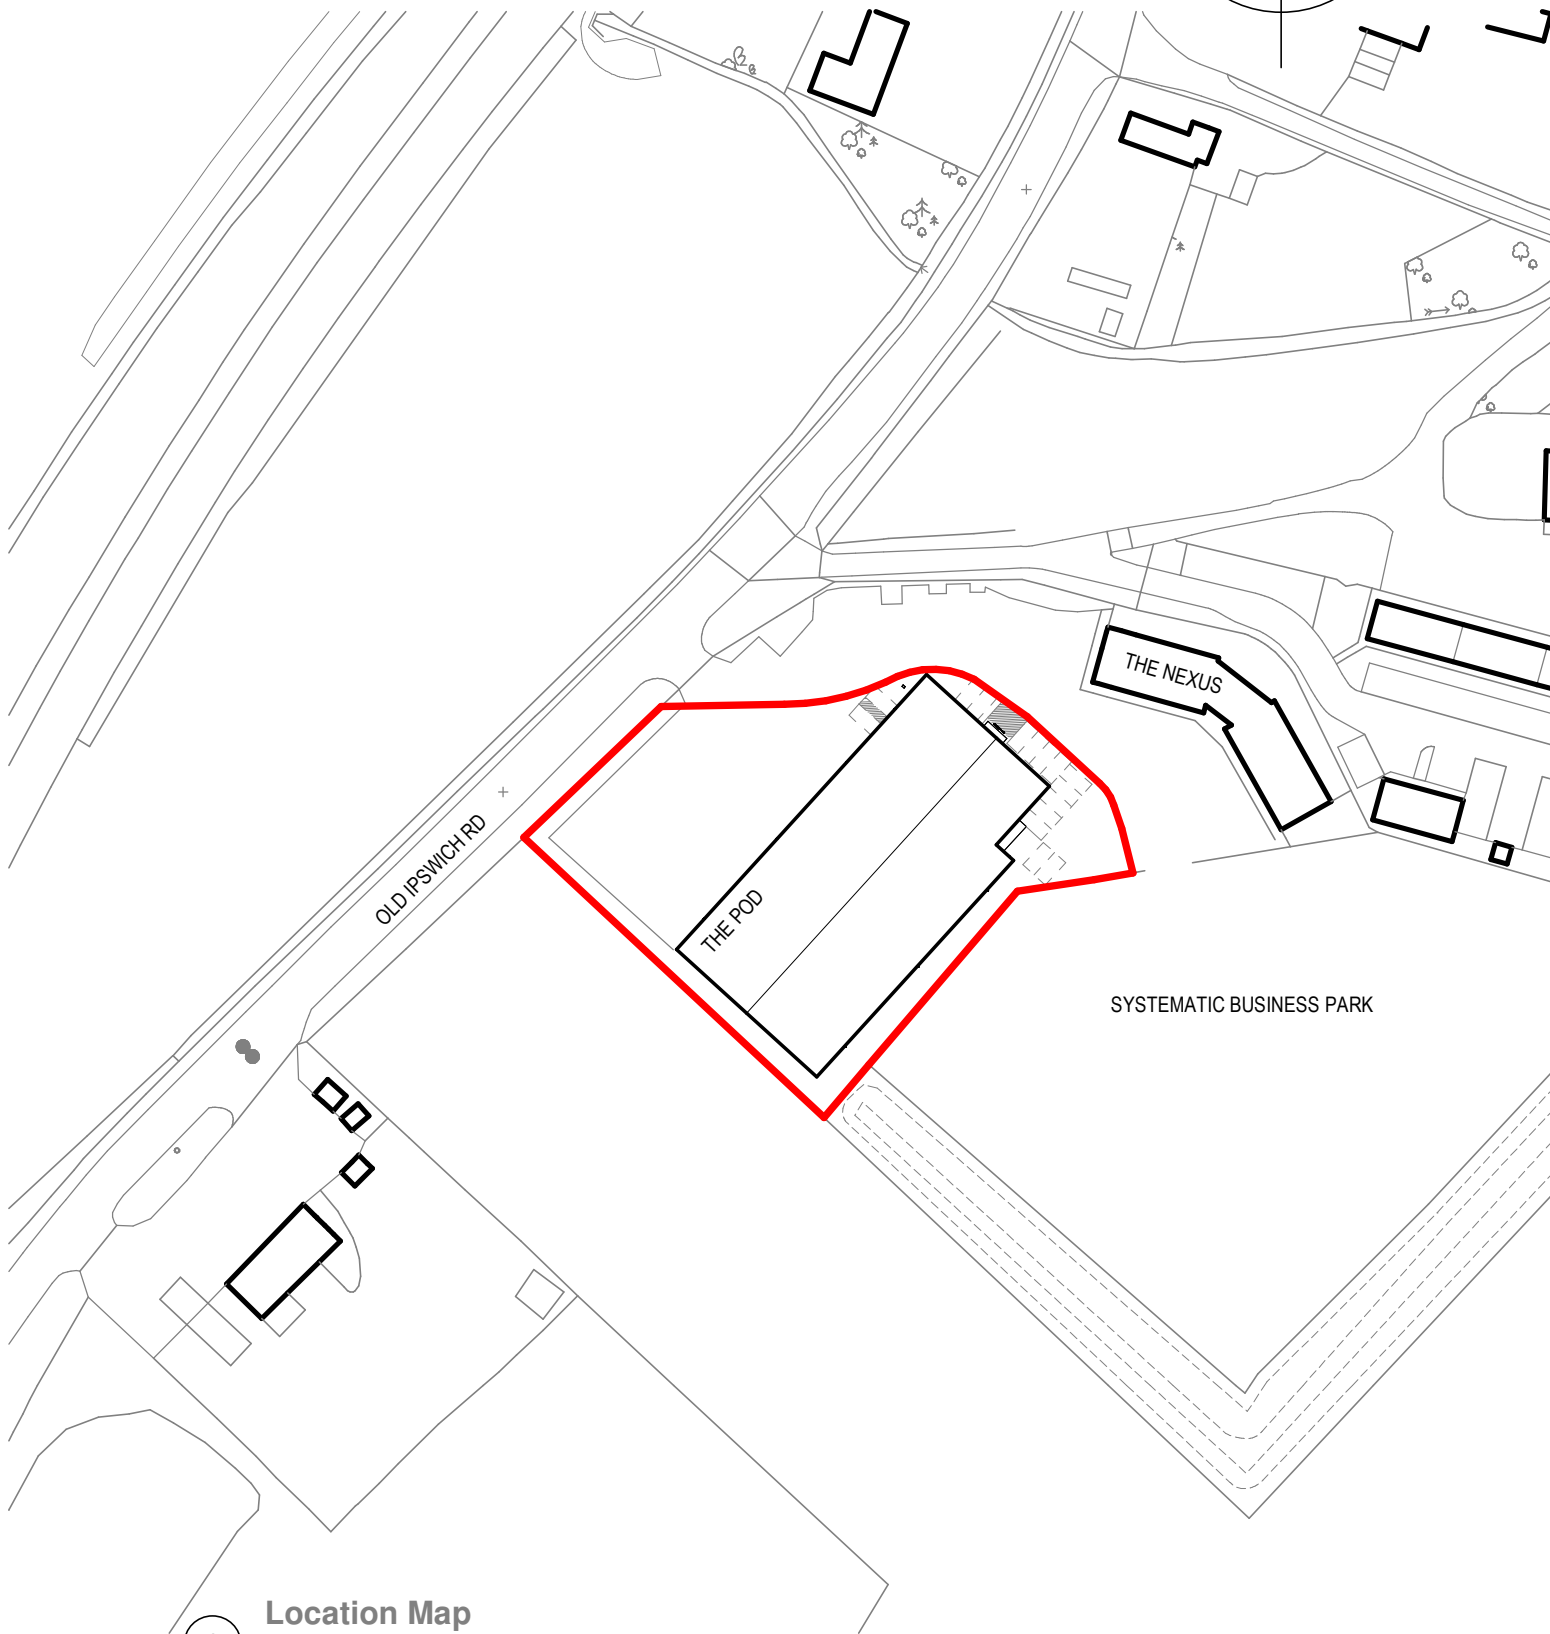 THE NEXUS
OLD IPSWICH RD
THE POD
SYSTEMATIC BUSINESS PARK
Location Map